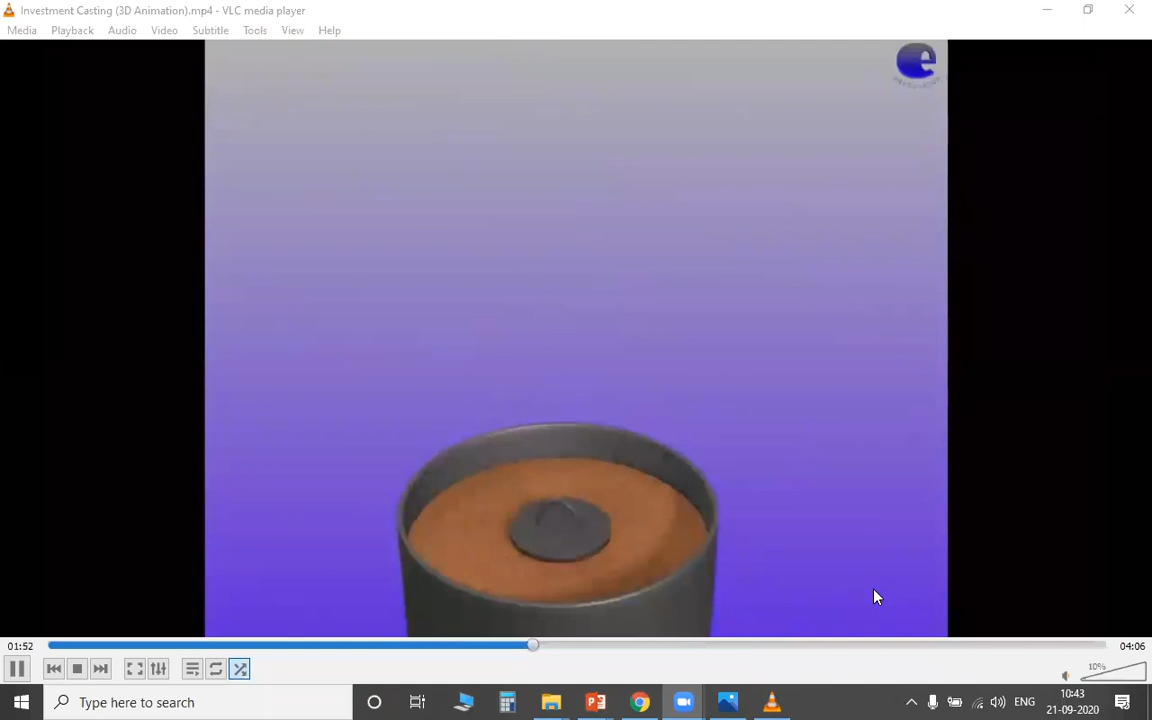 Investment Casting (3D Animation).mp4 - VLC media player
Media Playback Audio Video Subtitle Tools View Help
e
01:52
04:06
10%
Type here to search
ENG
10:43
21-09-2020